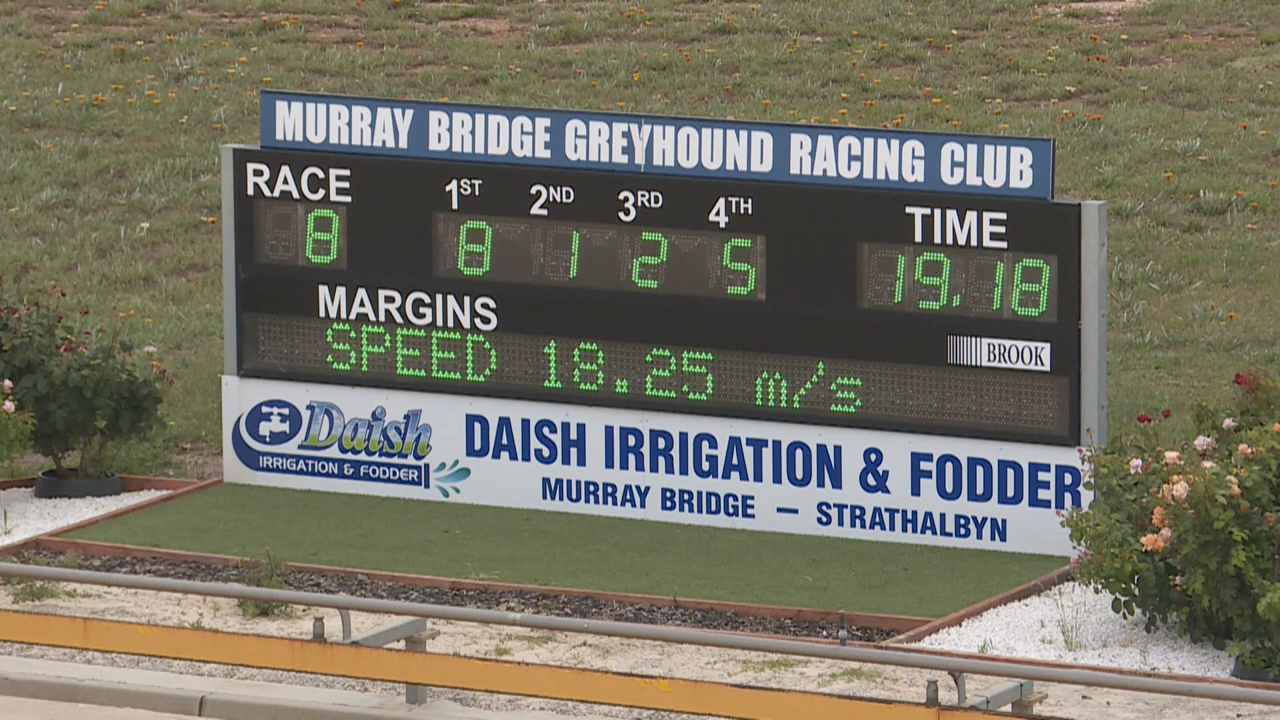 MURRAY BRIDGE GREYHOUND RACING CLUB
RACE 1ST 2ND 3RD 4TH TIME
8 8 1 2 5 19.18
MARGINS
SPEED 18.25 m/s
BROOK
Daish
IRRIGATION & FODDER
DAISH IRRIGATION & FODDER
MURRAY BRIDGE – STRATHALBYN